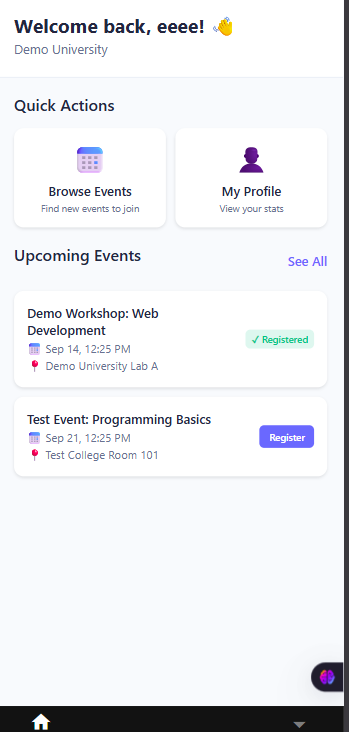 Welcome back, eeee! 👋
Demo University
Quick Actions
Browse Events
Find new events to join
My Profile
View your stats
Upcoming Events
See All
Demo Workshop: Web
Development
Sep 14, 12:25 PM
Demo University Lab A
✓ Registered
Test Event: Programming Basics
Sep 21, 12:25 PM
Test College Room 101
Register